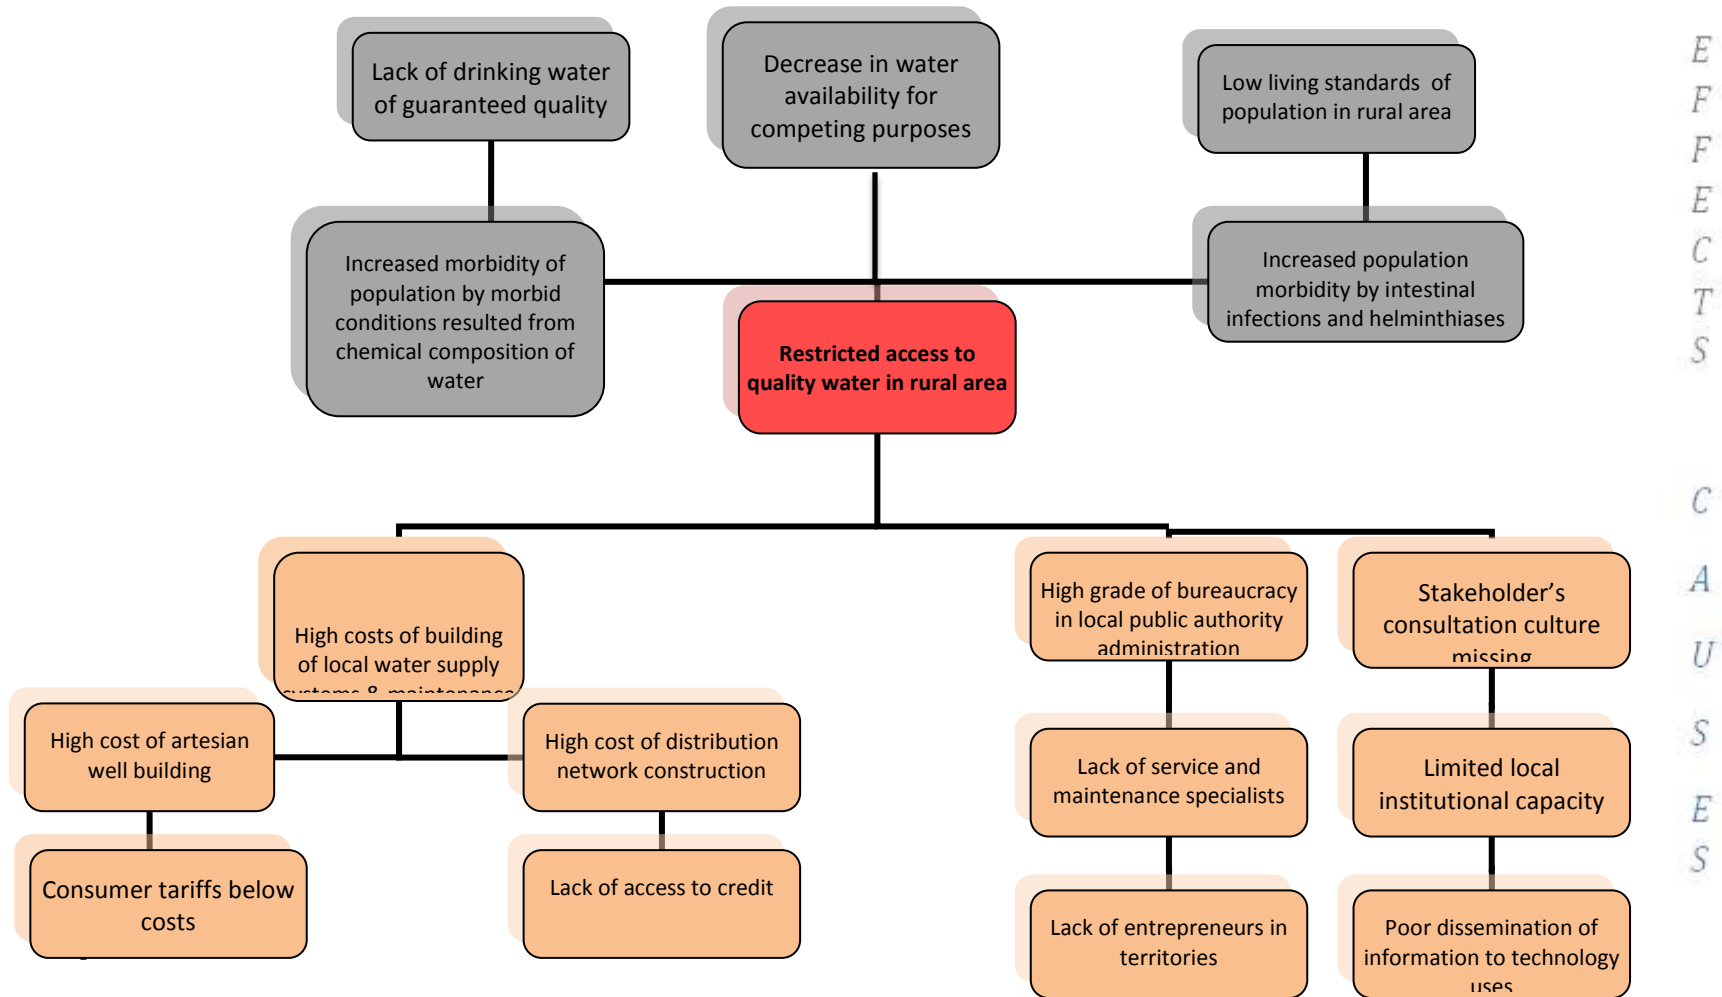 Lack of drinking water
of guaranteed quality
Decrease in water
availability for
competing purposes
Low living standards of
population in rural area
Increased morbidity of
population by morbid
conditions resulted from
chemical composition of
water
Increased population
morbidity by intestinal
infections and helminthiases
Restricted access to
quality water in rural area
E
F
F
E
C
T
S
High costs of building
of local water supply
systems & maintenance
High grade of bureaucracy
in local public authority
administration
Stakeholder’s
consultation culture
missing
High cost of artesian
well building
High cost of distribution
network construction
Lack of service and
maintenance specialists
Limited local
institutional capacity
Consumer tariffs below
costs
Lack of access to credit
Lack of entrepreneurs in
territories
Poor dissemination of
information to technology
uses
C
A
U
S
E
S